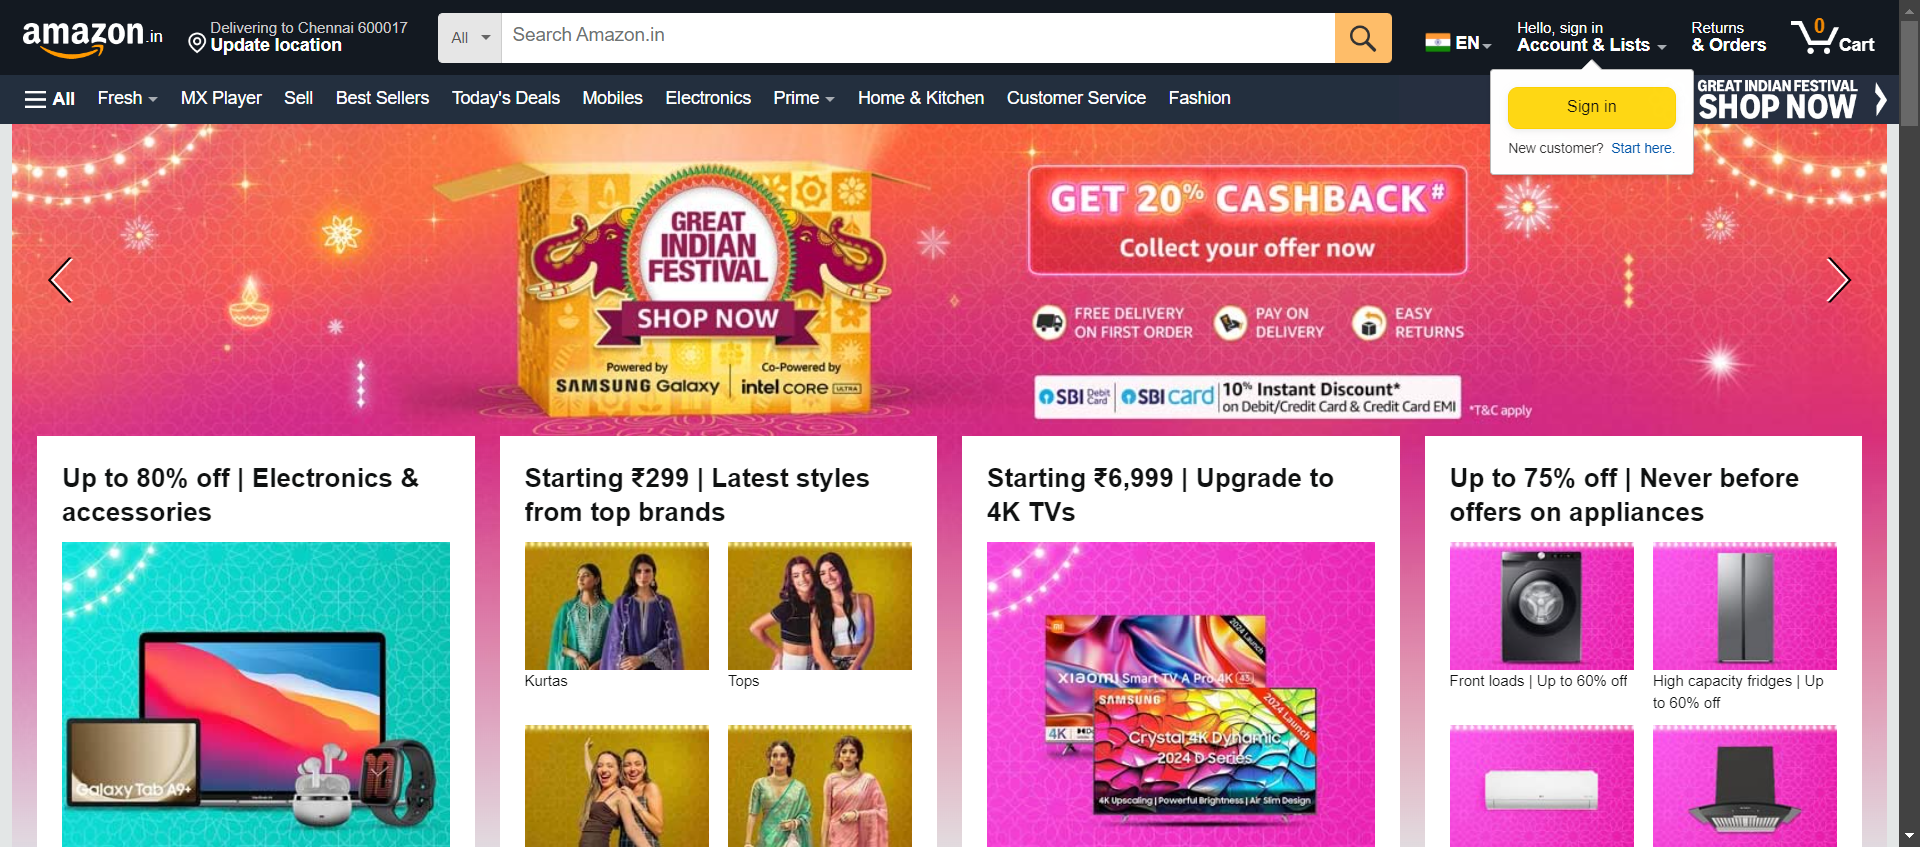 amazon.in
Delivering to Chennai 600017
Update location
All
Search Amazon.in
EN
Hello, sign in
Account & Lists
Returns
& Orders
0
Cart
All
Fresh
MX Player
Sell
Best Sellers
Today's Deals
Mobiles
Electronics
Prime
Home & Kitchen
Customer Service
Fashion
GREAT INDIAN FESTIVAL
SHOP NOW
Sign in
New customer? Start here.
GREAT
INDIAN
FESTIVAL
SHOP NOW
Powered by
SAMSUNG Galaxy
Co-Powered by
intel CORE ULTRA
GET 20% CASHBACK#
Collect your offer now
FREE DELIVERY
ON FIRST ORDER
PAY ON
DELIVERY
EASY
RETURNS
SBI Debit Card
SBI card
10% Instant Discount*
on Debit/Credit Card & Credit Card EMI
*T&C apply
Up to 80% off | Electronics &
accessories
Galaxy Tab A9+
Starting ₹299 | Latest styles
from top brands
Kurtas
Tops
Starting ₹6,999 | Upgrade to
4K TVs
2024 Launch
xiaomi Smart TV A Pro 4K 43
4K
SAMSUNG
2024 Launch
Crystal 4K Dynamic
2024 D Series
4K Upscaling | Powerful Brightness | Air Slim Design
Up to 75% off | Never before
offers on appliances
Front loads | Up to 60% off
High capacity fridges | Up
to 60% off